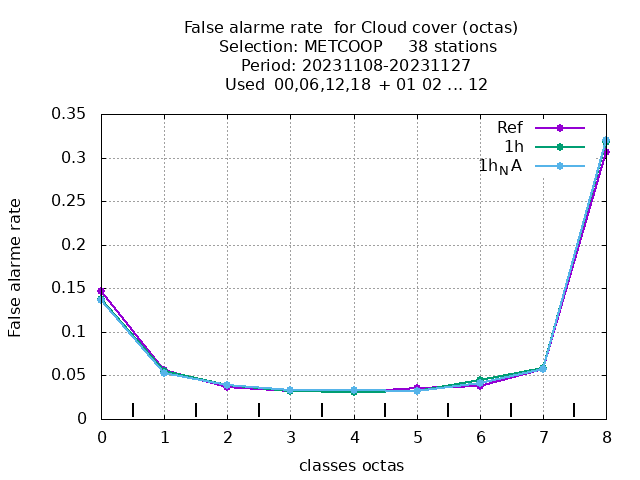 False alarme rate  for Cloud cover (octas)
Selection: METCOOP     38 stations
Period: 20231108-20231127
Used  00,06,12,18 + 01 02 ... 12
Ref
1h
1h_NA
False alarme rate
0.35
0.3
0.25
0.2
0.15
0.1
0.05
0
0 1 2 3 4 5 6 7 8
classes octas